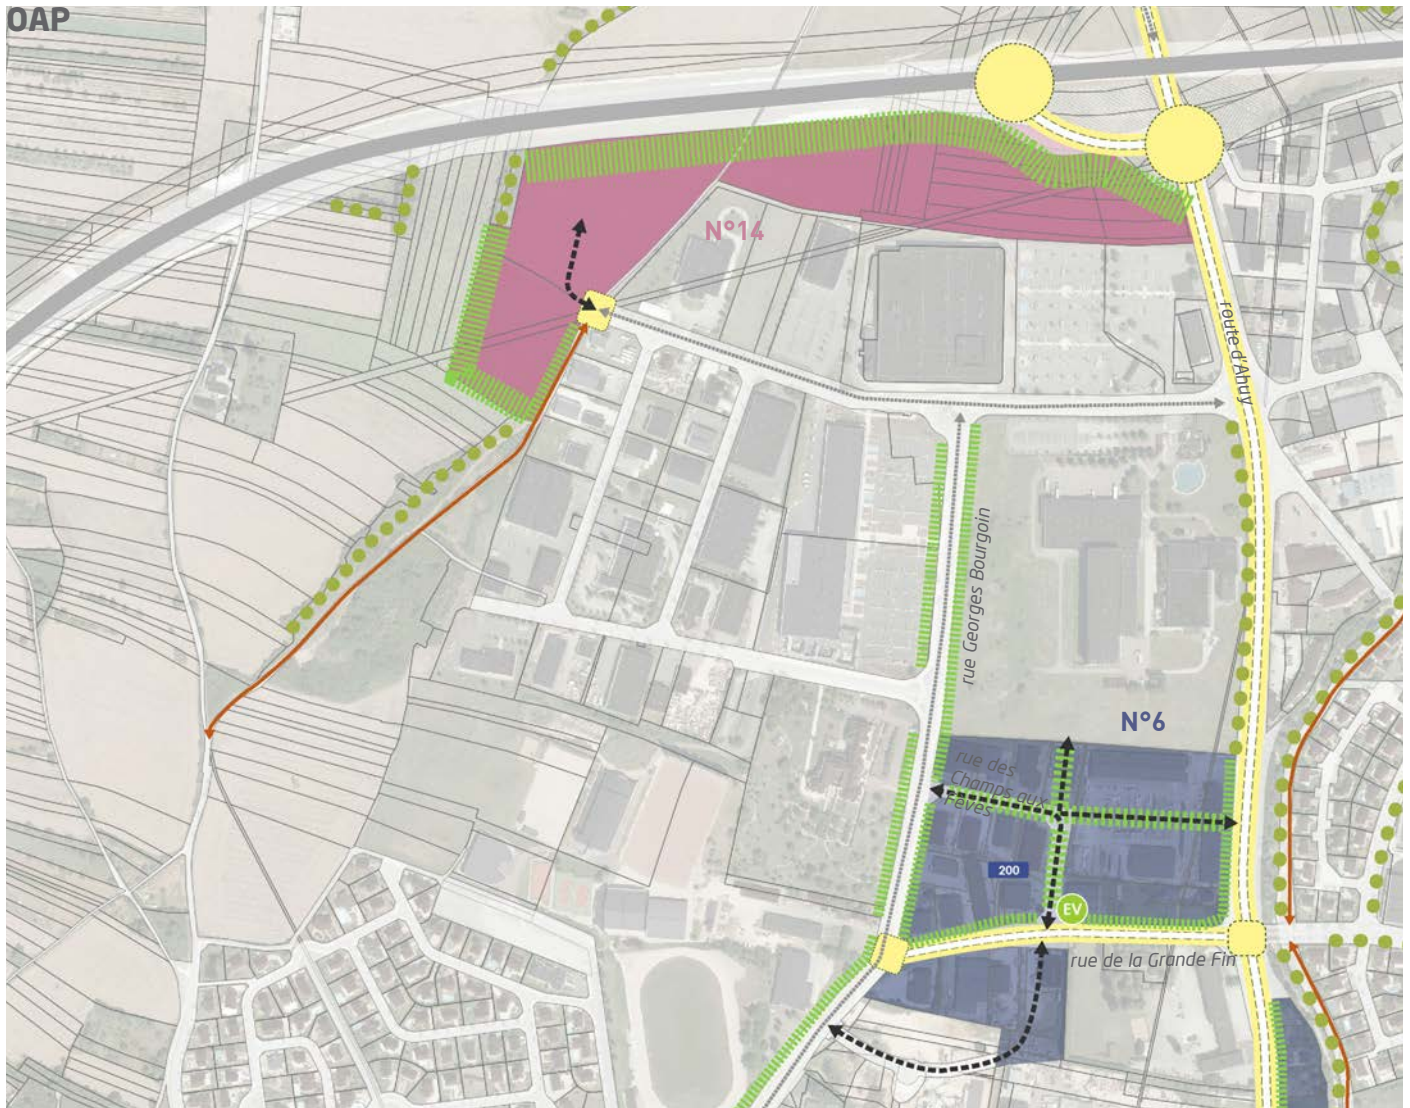 OAP
N°14
route d'Ahuy
rue Georges Bourgoin
N°6
rue des
Champs aux
Fèves
200
EV
rue de la Grande Fin